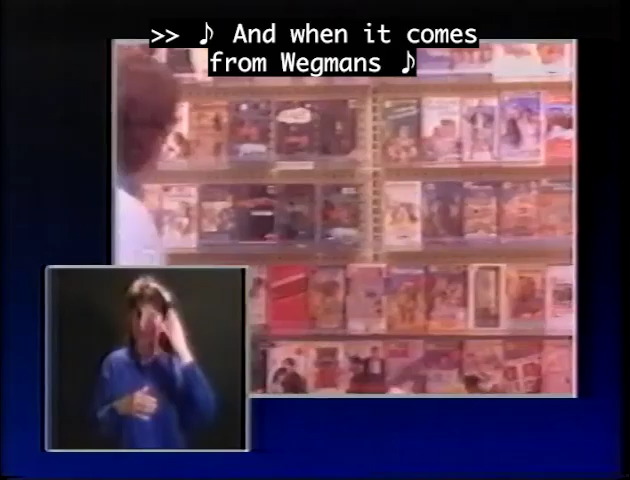 >> ♪ And when it comes
from Wegmans ♪